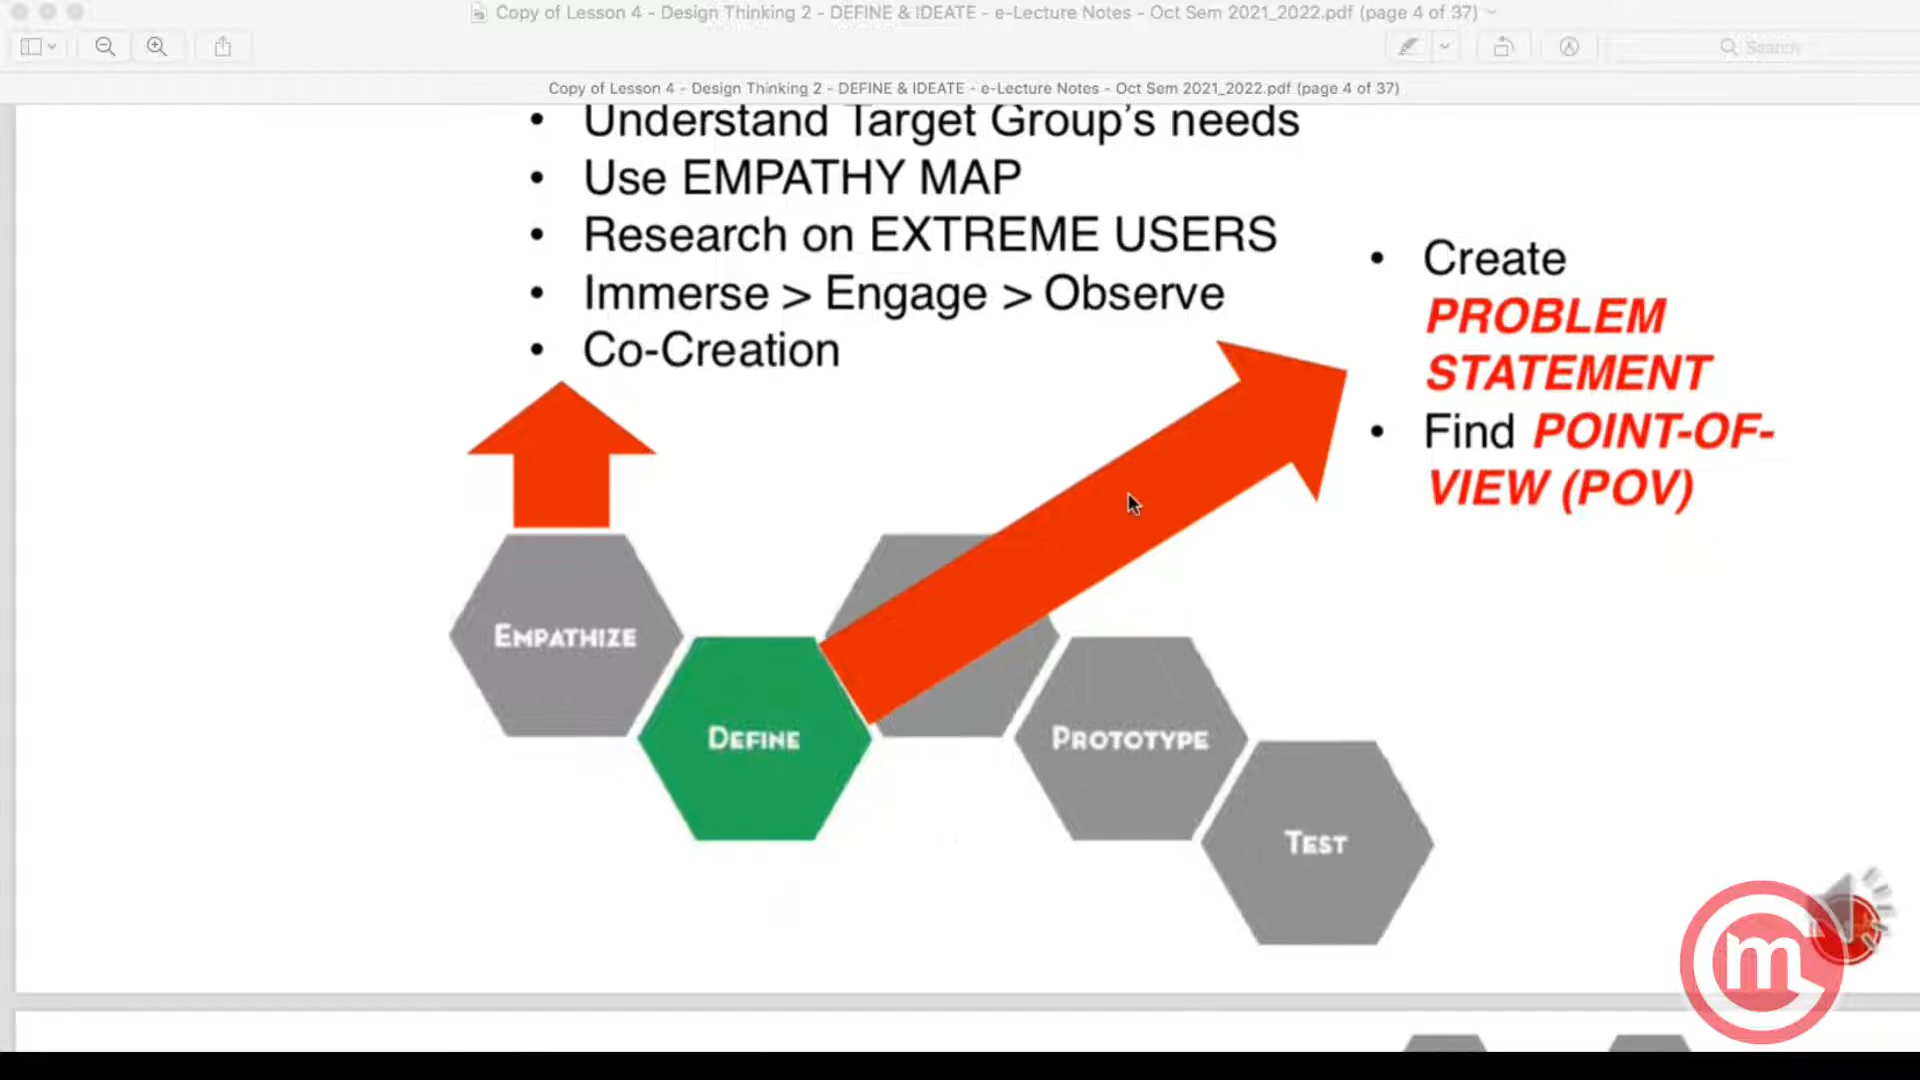 Copy of Lesson 4 - Design Thinking 2 - DEFINE & IDEATE - e-Lecture Notes - Oct Sem 2021_2022.pdf (page 4 of 37)
Search
Copy of Lesson 4 - Design Thinking 2 - DEFINE & IDEATE - e-Lecture Notes - Oct Sem 2021_2022.pdf (page 4 of 37)
• Understand Target Group's needs
• Use EMPATHY MAP
• Research on EXTREME USERS
• Immerse > Engage > Observe
• Co-Creation
• Create
PROBLEM
STATEMENT
• Find POINT-OF-
VIEW (POV)
EMPATHIZE
DEFINE
PROTOTYPE
TEST
m